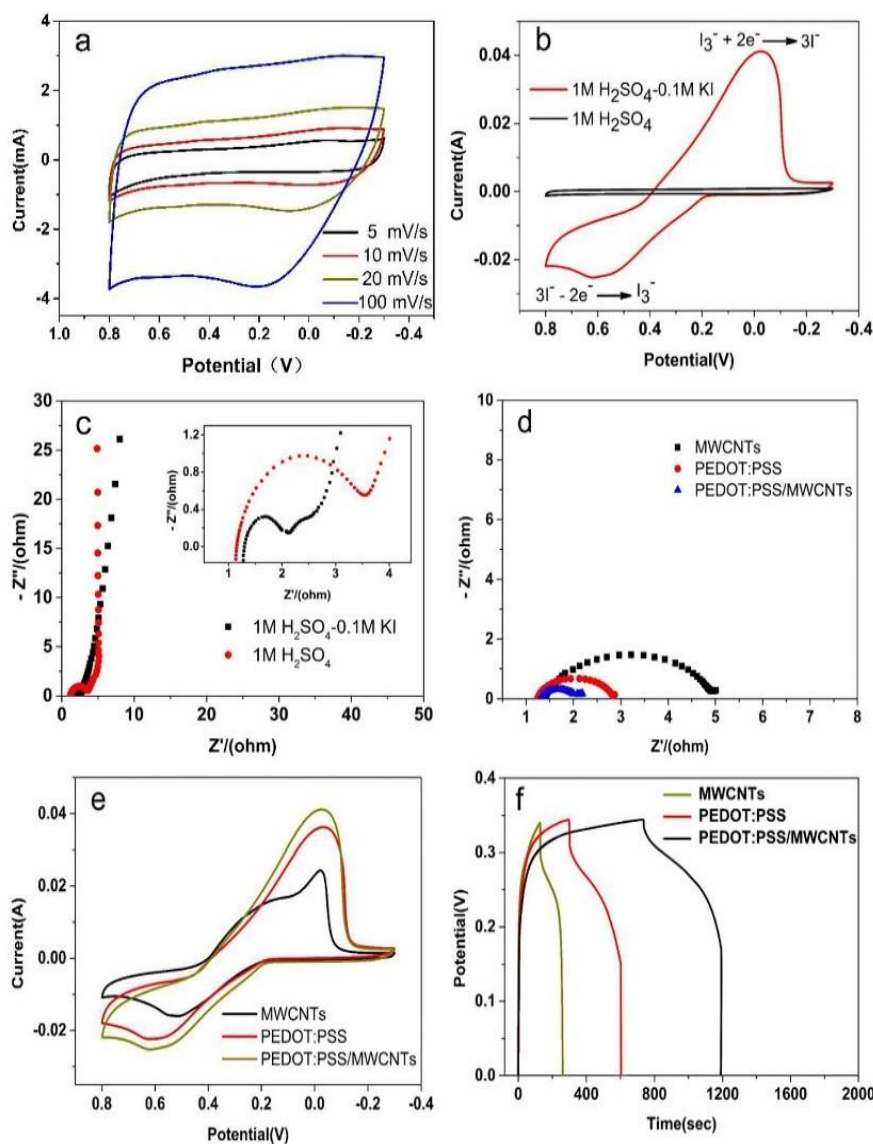 a
Current(mA)
4
2
0
-2
-4
5 mV/s
10 mV/s
20 mV/s
100 mV/s
1.0 0.8 0.6 0.4 0.2 0.0 -0.2 -0.4
Potential （V）
b
I₃⁻ + 2e⁻ → 3I⁻
1M H₂SO₄-0.1M KI
1M H₂SO₄
Current(A)
0.04
0.02
0.00
-0.02
3I⁻ - 2e⁻ → I₃⁻
0.8 0.6 0.4 0.2 0.0 -0.2 -0.4
Potential(V)
c
- Z''/(ohm)
30
25
20
15
10
5
0
- Z''/(ohm)
1.2
0.8
0.4
0.0
1 2 3 4
Z'/(ohm)
1M H₂SO₄-0.1M KI
1M H₂SO₄
0 10 20 30 40 50
Z'/(ohm)
d
- Z''/(ohm)
10
8
6
4
2
0
MWCNTs
PEDOT:PSS
PEDOT:PSS/MWCNTs
0 1 2 3 4 5 6 7 8
Z'/(ohm)
e
Current(A)
0.04
0.02
0.00
-0.02
MWCNTs
PEDOT:PSS
PEDOT:PSS/MWCNTs
0.8 0.6 0.4 0.2 0.0 -0.2 -0.4
Potential(V)
f
Potential(V)
0.4
0.3
0.2
0.1
0.0
MWCNTs
PEDOT:PSS
PEDOT:PSS/MWCNTs
0 400 800 1200 1600 2000
Time(sec)